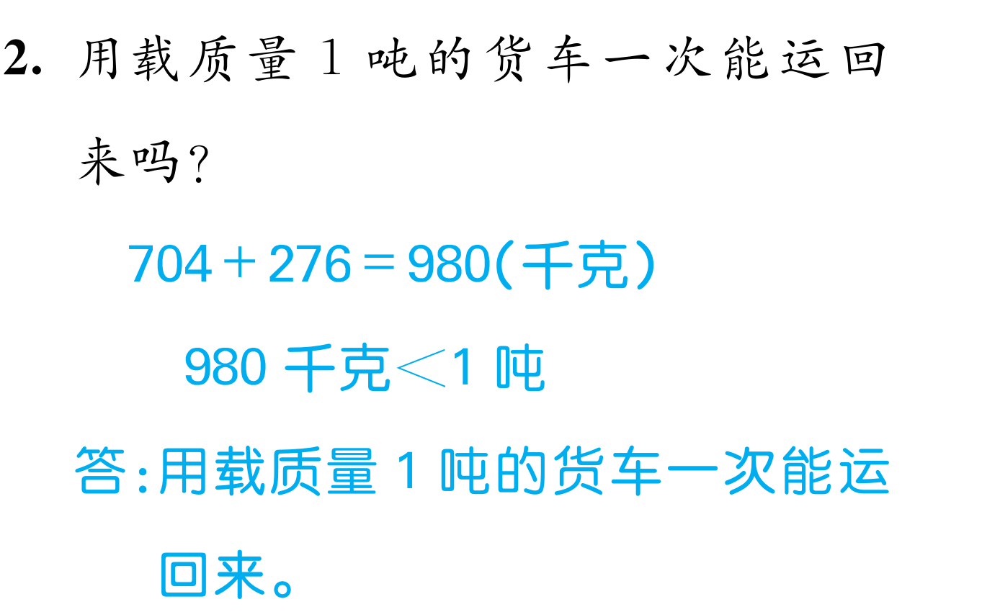 2. 用载质量 1 吨的货车一次能运回
来吗?
704+276=980(千克)
980 千克<1 吨
答:用载质量 1 吨的货车一次能运
回来。